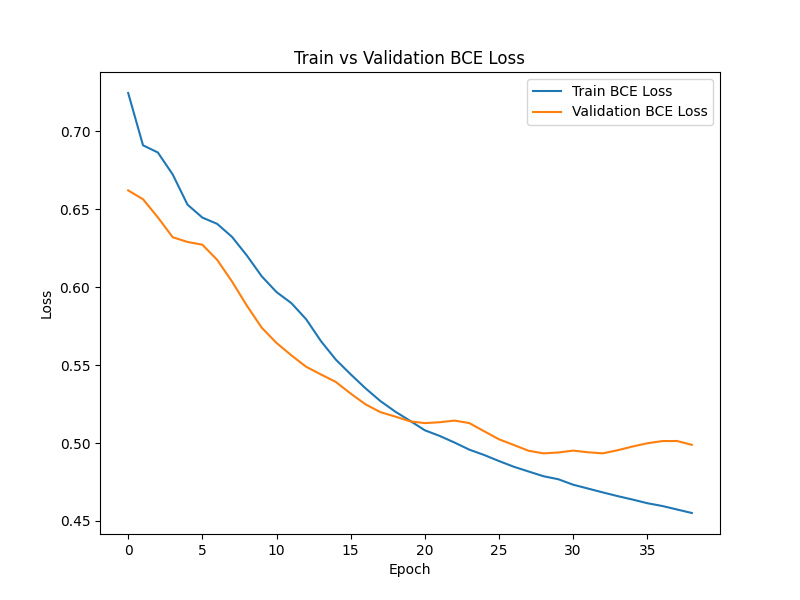 Train vs Validation BCE Loss
Train BCE Loss
Validation BCE Loss
Loss
0.70
0.65
0.60
0.55
0.50
0.45
0 5 10 15 20 25 30 35
Epoch